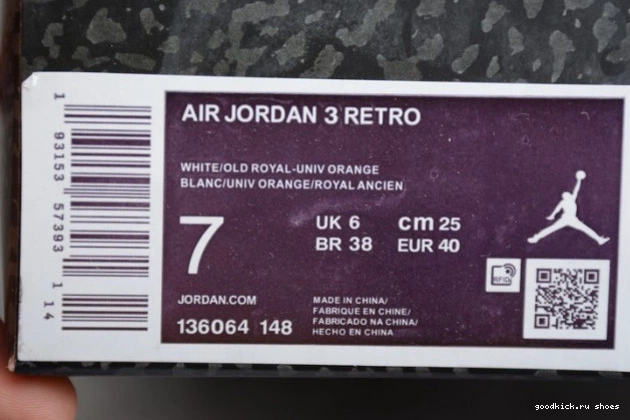 AIR JORDAN 3 RETRO
WHITE/OLD ROYAL-UNIV ORANGE
BLANC/UNIV ORANGE/ROYAL ANCIEN
7
UK 6
cm 25
BR 38
EUR 40
RFID
JORDAN.COM
136064 148
MADE IN CHINA/
FABRIQUE EN CHINE/
FABRICADO NA CHINA/
HECHO EN CHINA
1 93153 57393 1
14
goodkick.ru shoes